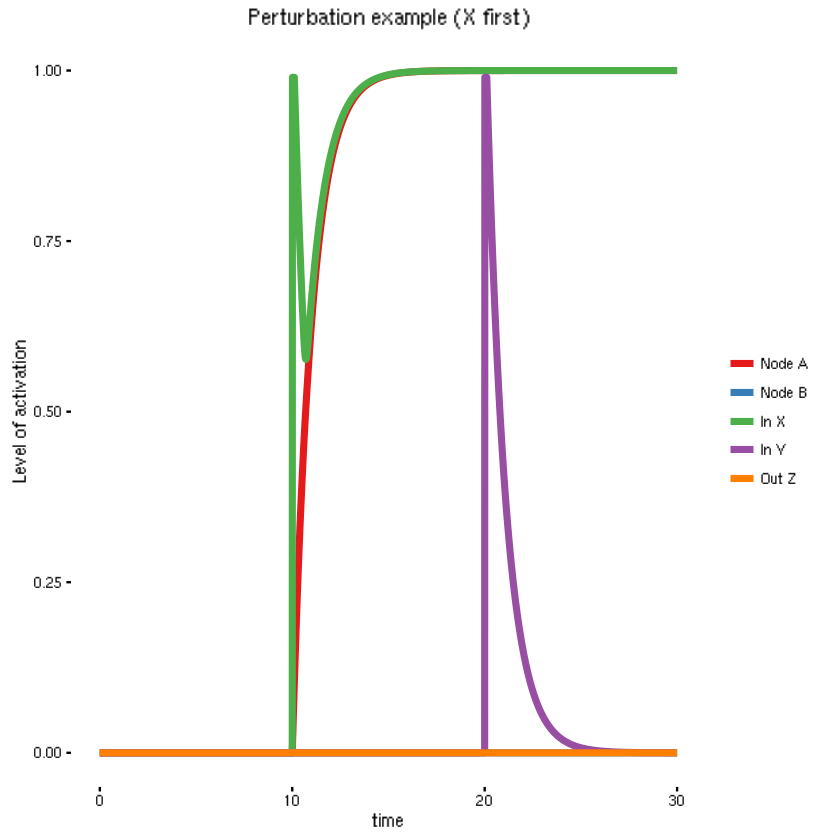 Perturbation example (X first)
1.00
0.75
0.50
0.25
0.00
Level of activation
0
10
20
30
time
Node A
Node B
In X
In Y
Out Z